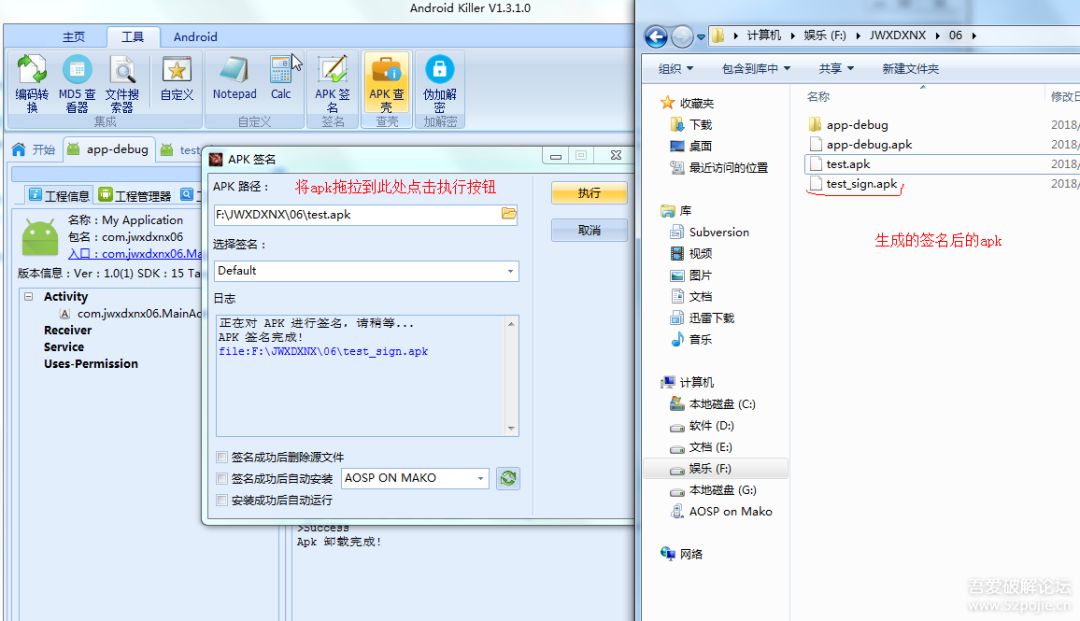 Android Killer V1.3.1.0
主页 工具 Android
编码转换 MD5 查看器 文件搜索器 自定义 Notepad Calc APK 签名 APK 查壳 伪加解密
集成 自定义 签名 查壳 加解密
开始 app-debug test
工程信息 工程管理器
名称：My Application
包名：com.jwxdxnx06
入口：com.jwxdxnx06.Ma
版本信息：Ver：1.0(1) SDK：15 Ta
Activity
com.jwxdxnx06.MainAc
Receiver
Service
Uses-Permission
APK 签名
APK 路径： 将apk拖拉到此处点击执行按钮
执行
F:\JWXDXNX\06\test.apk
取消
选择签名：
Default
日志
正在对 APK 进行签名，请稍等...
APK 签名完成!
file:F:\JWXDXNX\06\test_sign.apk
签名成功后删除源文件
签名成功后自动安装 AOSP ON MAKO
安装成功后自动运行
>Success
Apk 卸载完成!
计算机 娱乐 (F:) JWXDXNX 06
组织 包含到库中 共享 新建文件夹
收藏夹
下载
桌面
最近访问的位置
库
Subversion
视频
图片
文档
迅雷下载
音乐
计算机
本地磁盘 (C:)
软件 (D:)
文档 (E:)
娱乐 (F:)
本地磁盘 (G:)
AOSP on Mako
网络
名称 修改日
app-debug 2018/
app-debug.apk 2018/
test.apk 2018/
test_sign.apk 2018/
生成的签名后的apk
吾爱破解论坛
www.52pojie.cn